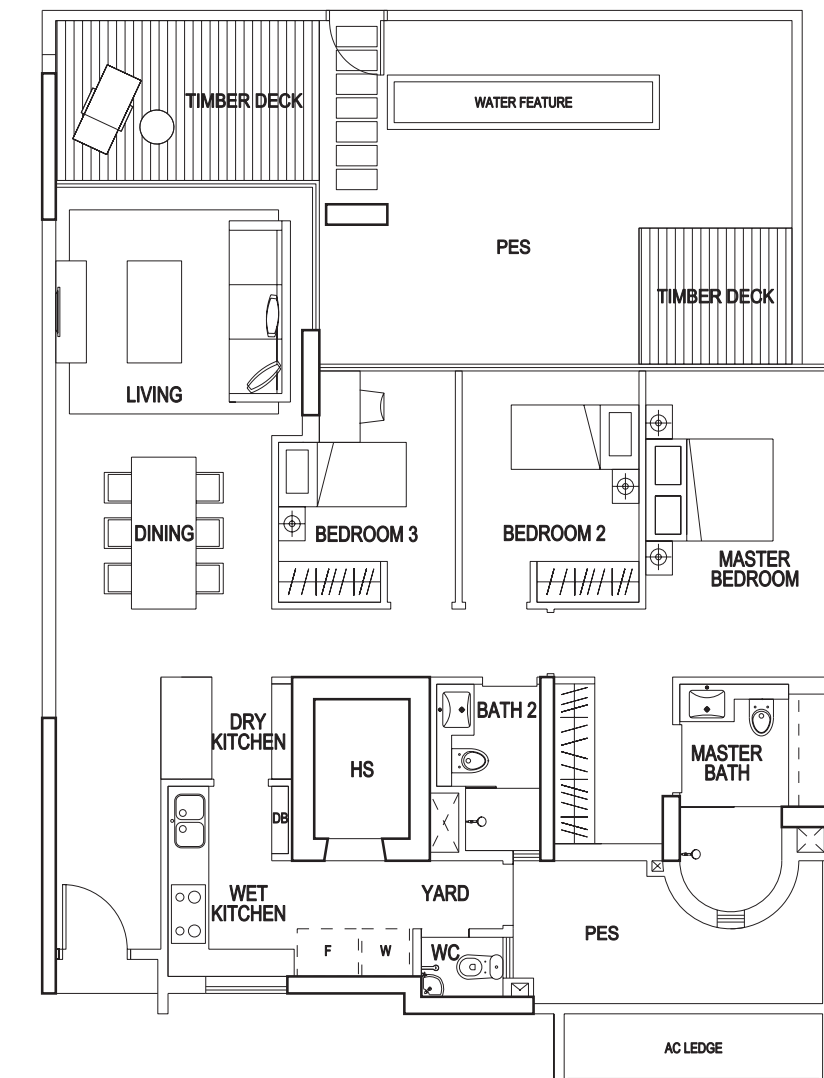 TIMBER DECK
WATER FEATURE
PES
TIMBER DECK
LIVING
DINING
BEDROOM 3
BEDROOM 2
MASTER
BEDROOM
DRY
KITCHEN
HS
BATH 2
MASTER
BATH
DB
WET
KITCHEN
YARD
F
W
WC
PES
AC LEDGE